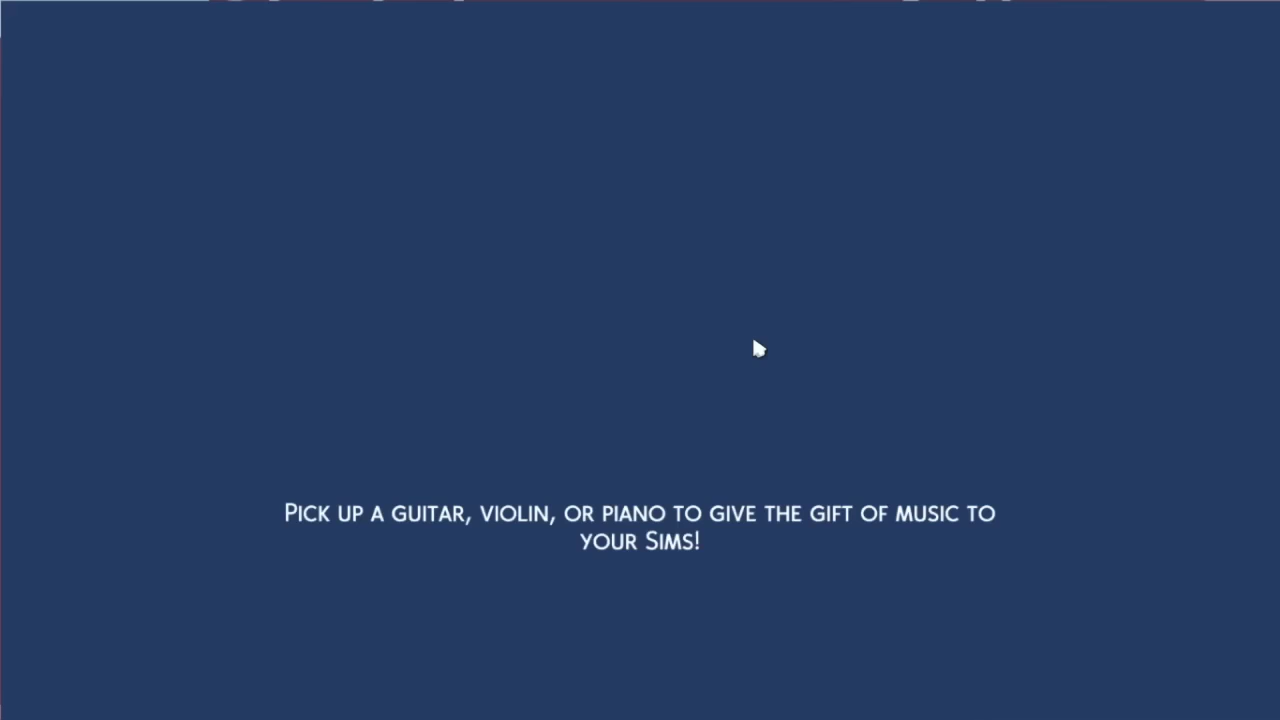 Pick up a guitar, violin, or piano to give the gift of music to
your Sims!